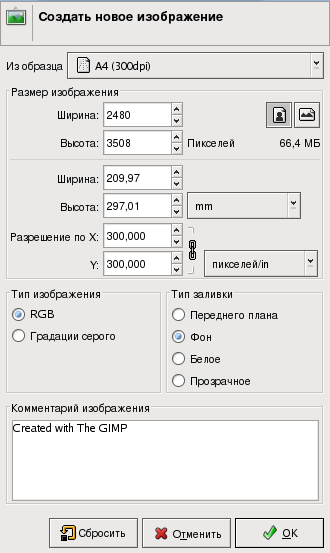 Создать новое изображение
Из образца A4 (300dpi)
Размер изображения
Ширина: 2480
Высота: 3508 Пикселей 66,4 МБ
Ширина: 209,97
Высота: 297,01 mm
Разрешение по X: 300,000
Y: 300,000 пикселей/in
Тип изображения
RGB
Градации серого
Тип заливки
Переднего плана
Фон
Белое
Прозрачное
Комментарий изображения
Created with The GIMP
Сбросить Отменить OK